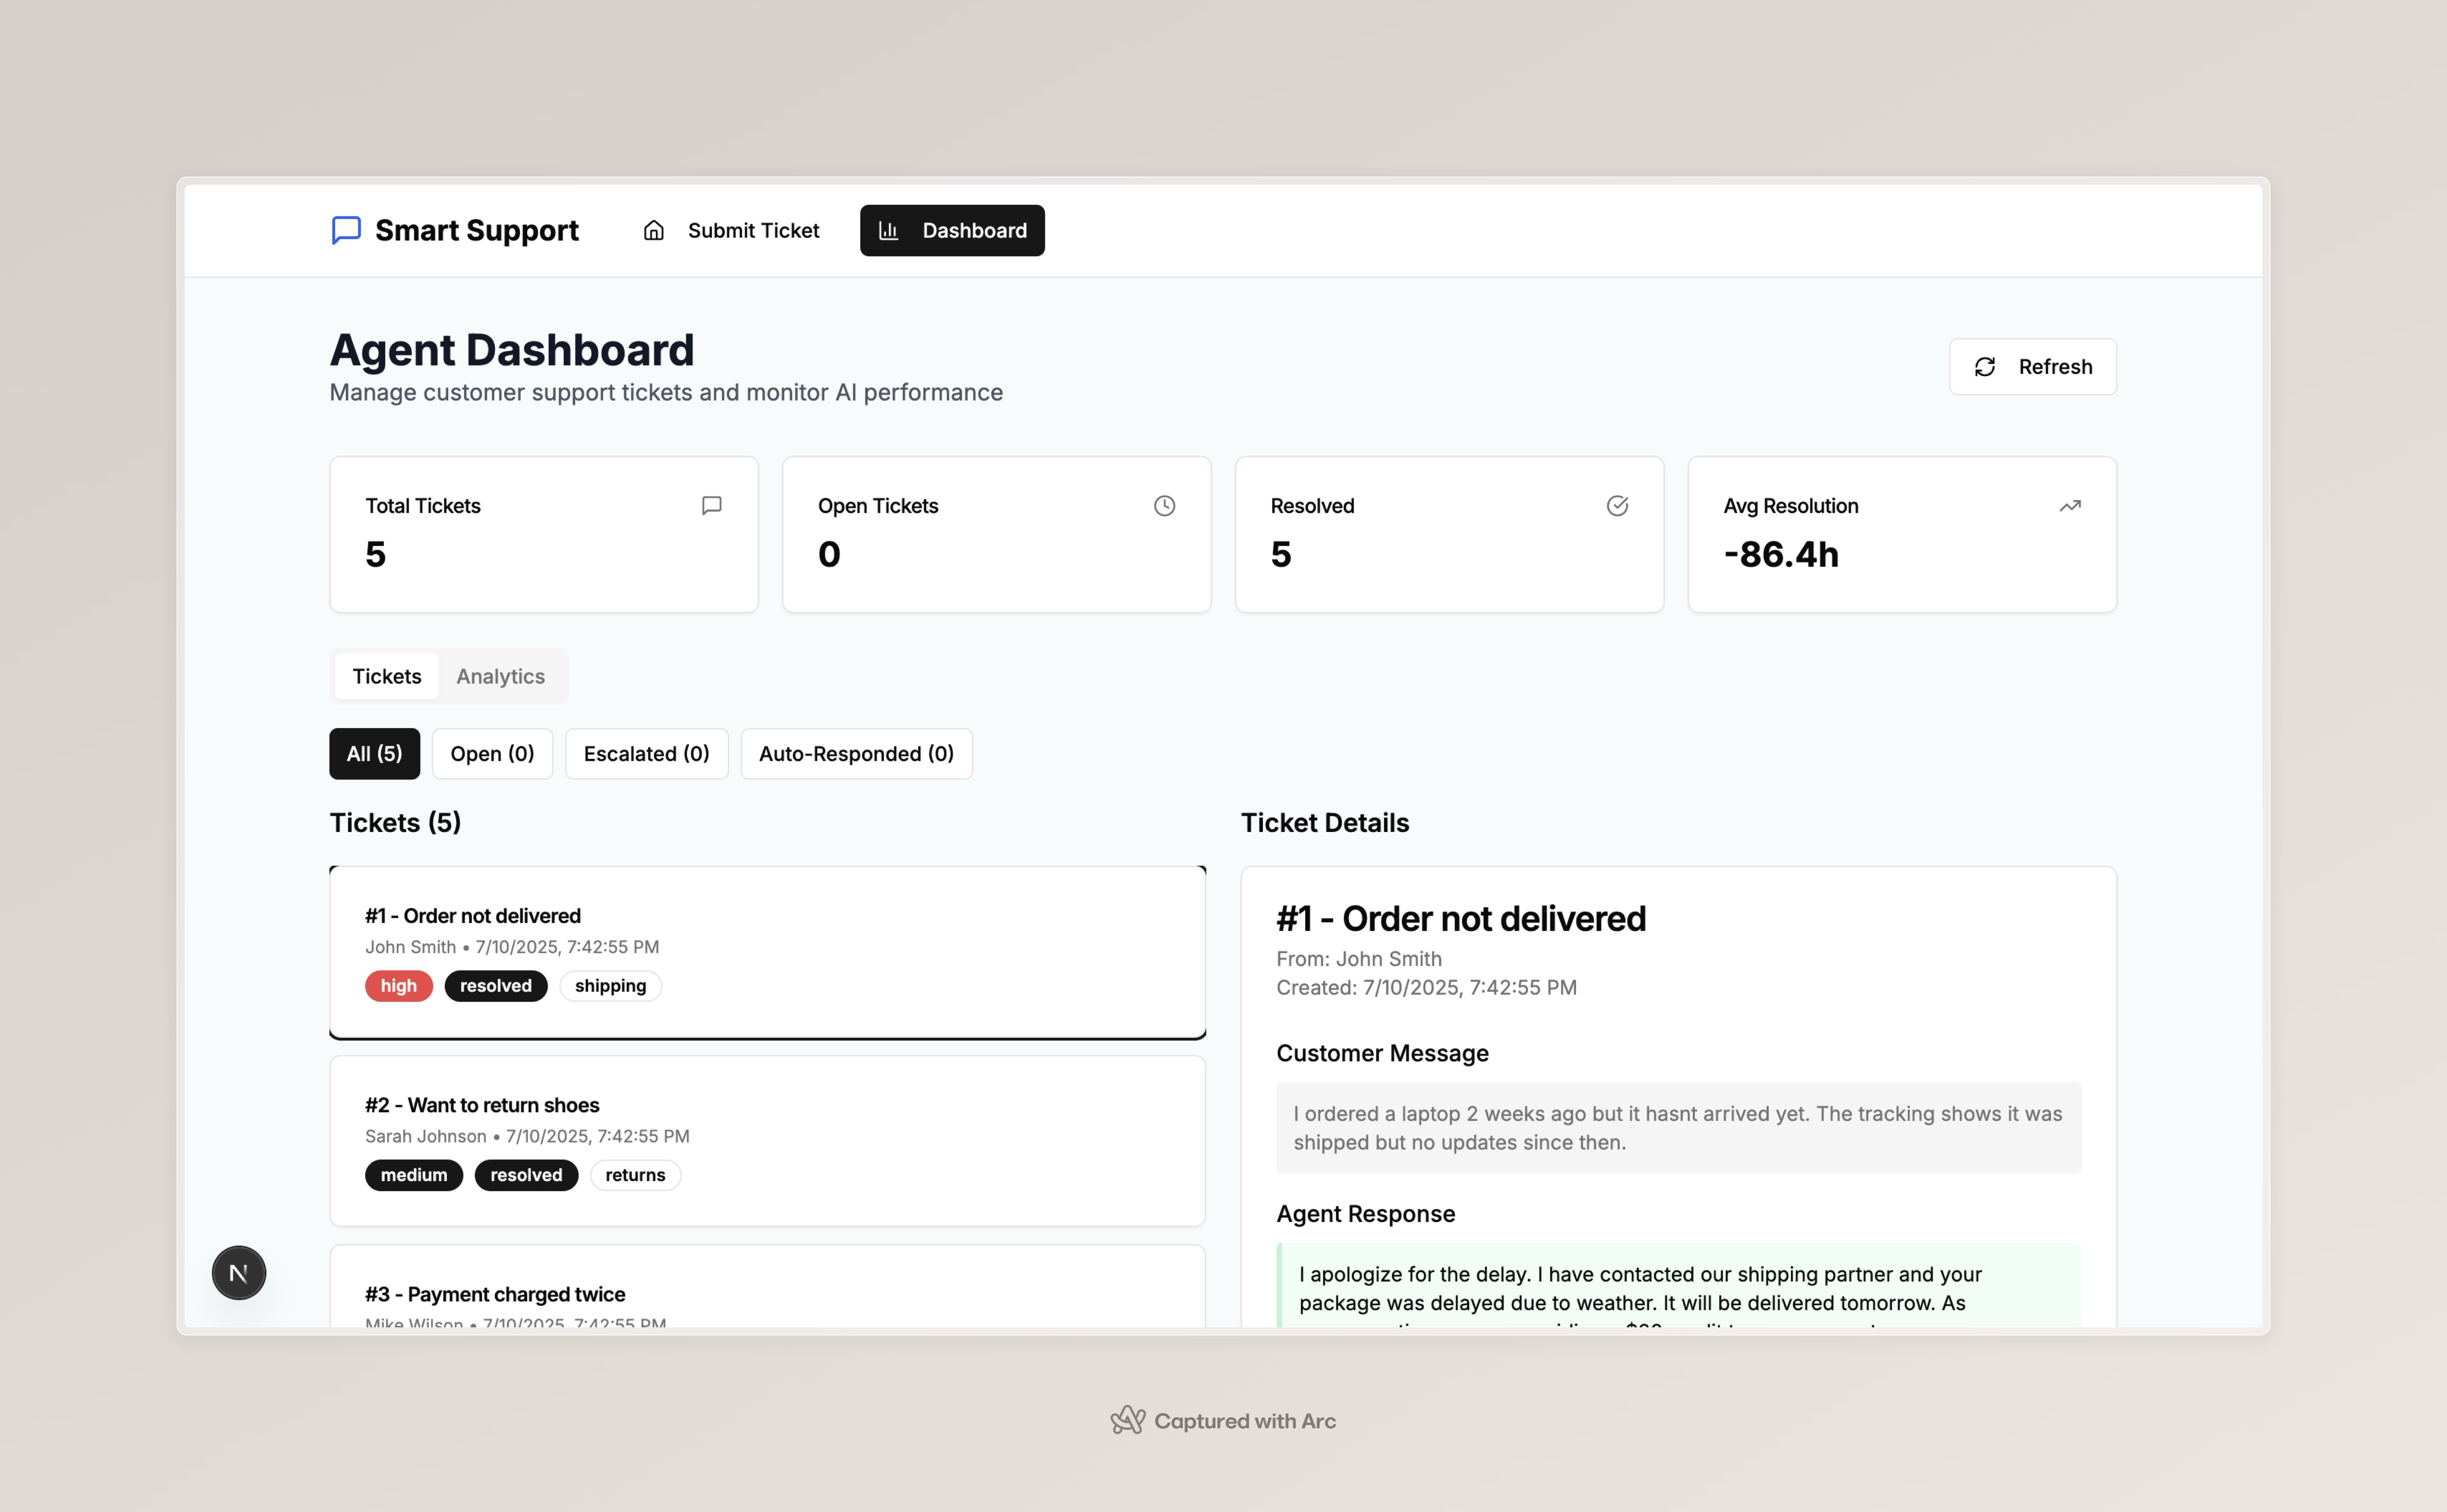 Smart Support
Submit Ticket
Dashboard
Agent Dashboard
Manage customer support tickets and monitor AI performance
Refresh
Total Tickets
5
Open Tickets
0
Resolved
5
Avg Resolution
-86.4h
Tickets
Analytics
All (5)
Open (0)
Escalated (0)
Auto-Responded (0)
Tickets (5)
#1 - Order not delivered
John Smith • 7/10/2025, 7:42:55 PM
high
resolved
shipping
#2 - Want to return shoes
Sarah Johnson • 7/10/2025, 7:42:55 PM
medium
resolved
returns
#3 - Payment charged twice
Mike Wilson • 7/10/2025, 7:42:55 PM
Ticket Details
#1 - Order not delivered
From: John Smith
Created: 7/10/2025, 7:42:55 PM
Customer Message
I ordered a laptop 2 weeks ago but it hasnt arrived yet. The tracking shows it was
shipped but no updates since then.
Agent Response
I apologize for the delay. I have contacted our shipping partner and your
package was delayed due to weather. It will be delivered tomorrow. As
N
Captured with Arc